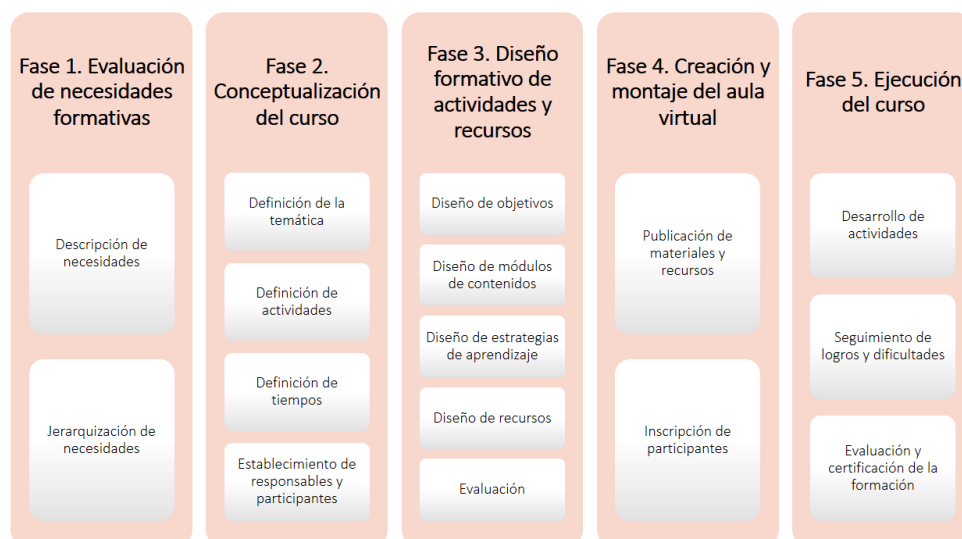 Fase 1. Evaluación
de necesidades
formativas
Descripción de
necesidades
Jerarquización de
necesidades
Fase 2.
Conceptualización
del curso
Definición de la
temática
Definición de
actividades
Definición de
tiempos
Establecimiento de
responsables y
participantes
Fase 3. Diseño
formativo de
actividades y
recursos
Diseño de objetivos
Diseño de módulos
de contenidos
Diseño de estrategias
de aprendizaje
Diseño de recursos
Evaluación
Fase 4. Creación y
montaje del aula
virtual
Publicación de
materiales y
recursos
Inscripción de
participantes
Fase 5. Ejecución
del curso
Desarrollo de
actividades
Seguimiento de
logros y dificultades
Evaluación y
certificación de la
formación